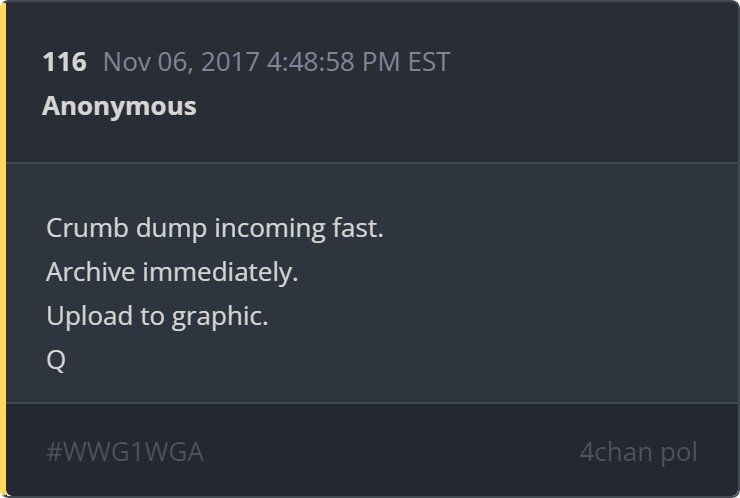 116 Nov 06, 2017 4:48:58 PM EST
Anonymous
Crumb dump incoming fast.
Archive immediately.
Upload to graphic.
Q
#WWG1WGA 4chan pol